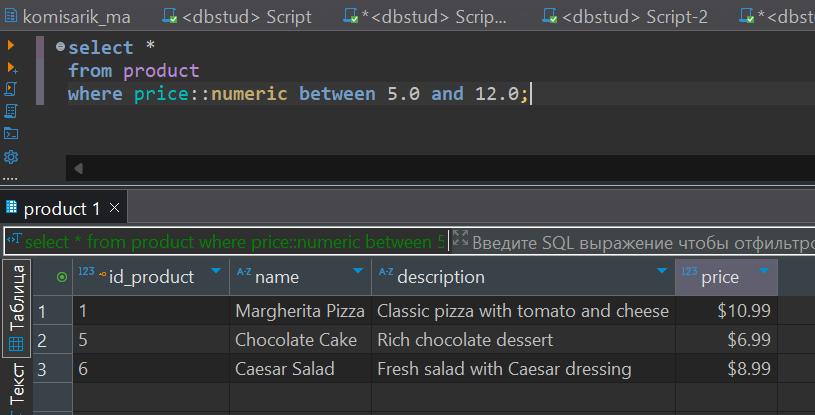 komisarik_ma <dbstud> Script *<dbstud> Scrip... <dbstud> Script-2 *<dbstud
select *
from product
where price::numeric between 5.0 and 12.0;
product 1
select * from product where price::numeric between 5 Введите SQL выражение чтобы отфильтро
Таблица
Текст
123 id_product A-Z name A-Z description 123 price
1 1 Margherita Pizza Classic pizza with tomato and cheese $10.99
2 5 Chocolate Cake Rich chocolate dessert $6.99
3 6 Caesar Salad Fresh salad with Caesar dressing $8.99